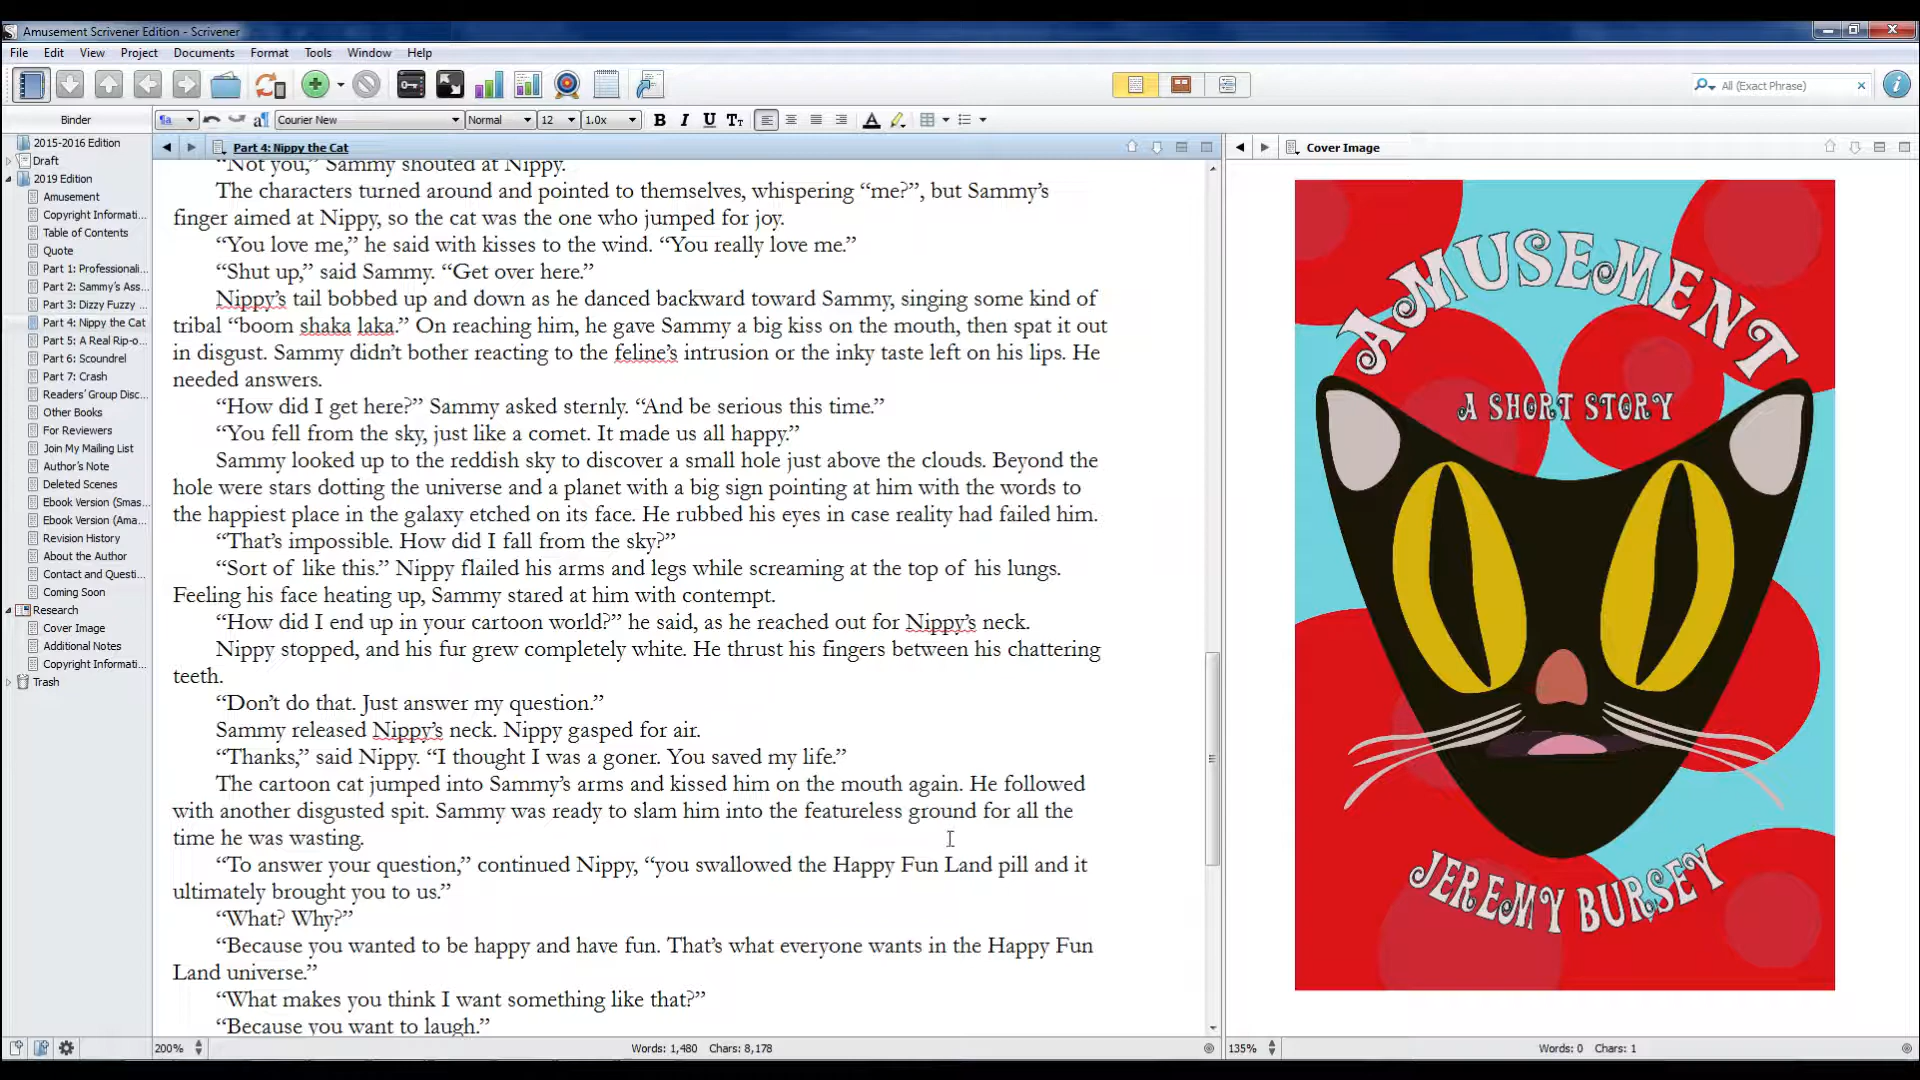 Amusement Scrivener Edition - Scrivener
File Edit View Project Documents Format Tools Window Help
All (Exact Phrase)
Binder
Courier New Normal 12 1.0x
2015-2016 Edition
Draft
2019 Edition
Amusement
Copyright Informati...
Table of Contents
Quote
Part 1: Professionali...
Part 2: Sammy's Ass...
Part 3: Dizzy Fuzzy ...
Part 4: Nippy the Cat
Part 5: A Real Rip-o...
Part 6: Scoundrel
Part 7: Crash
Readers' Group Disc...
Other Books
For Reviewers
Join My Mailing List
Author's Note
Deleted Scenes
Ebook Version (Smas...
Ebook Version (Ama...
Revision History
About the Author
Contact and Questi...
Coming Soon
Research
Cover Image
Additional Notes
Copyright Informati...
Trash
Part 4: Nippy the Cat
“Not you,” Sammy shouted at Nippy.
The characters turned around and pointed to themselves, whispering “me?”, but Sammy’s
finger aimed at Nippy, so the cat was the one who jumped for joy.
“You love me,” he said with kisses to the wind. “You really love me.”
“Shut up,” said Sammy. “Get over here.”
Nippy’s tail bobbed up and down as he danced backward toward Sammy, singing some kind of
tribal “boom shaka laka.” On reaching him, he gave Sammy a big kiss on the mouth, then spat it out
in disgust. Sammy didn’t bother reacting to the feline’s intrusion or the inky taste left on his lips. He
needed answers.
“How did I get here?” Sammy asked sternly. “And be serious this time.”
“You fell from the sky, just like a comet. It made us all happy.”
Sammy looked up to the reddish sky to discover a small hole just above the clouds. Beyond the
hole were stars dotting the universe and a planet with a big sign pointing at him with the words to
the happiest place in the galaxy etched on its face. He rubbed his eyes in case reality had failed him.
“That’s impossible. How did I fall from the sky?”
“Sort of like this.” Nippy flailed his arms and legs while screaming at the top of his lungs.
Feeling his face heating up, Sammy stared at him with contempt.
“How did I end up in your cartoon world?” he said, as he reached out for Nippy’s neck.
Nippy stopped, and his fur grew completely white. He thrust his fingers between his chattering
teeth.
“Don’t do that. Just answer my question.”
Sammy released Nippy’s neck. Nippy gasped for air.
“Thanks,” said Nippy. “I thought I was a goner. You saved my life.”
The cartoon cat jumped into Sammy’s arms and kissed him on the mouth again. He followed
with another disgusted spit. Sammy was ready to slam him into the featureless ground for all the
time he was wasting.
“To answer your question,” continued Nippy, “you swallowed the Happy Fun Land pill and it
ultimately brought you to us.”
“What? Why?”
“Because you wanted to be happy and have fun. That’s what everyone wants in the Happy Fun
Land universe.”
“What makes you think I want something like that?”
“Because you want to laugh.”
200% Words: 1,480 Chars: 8,178
Cover Image
AMUSEMENT
A SHORT STORY
JEREMY BURSEY
135% Words: 0 Chars: 1